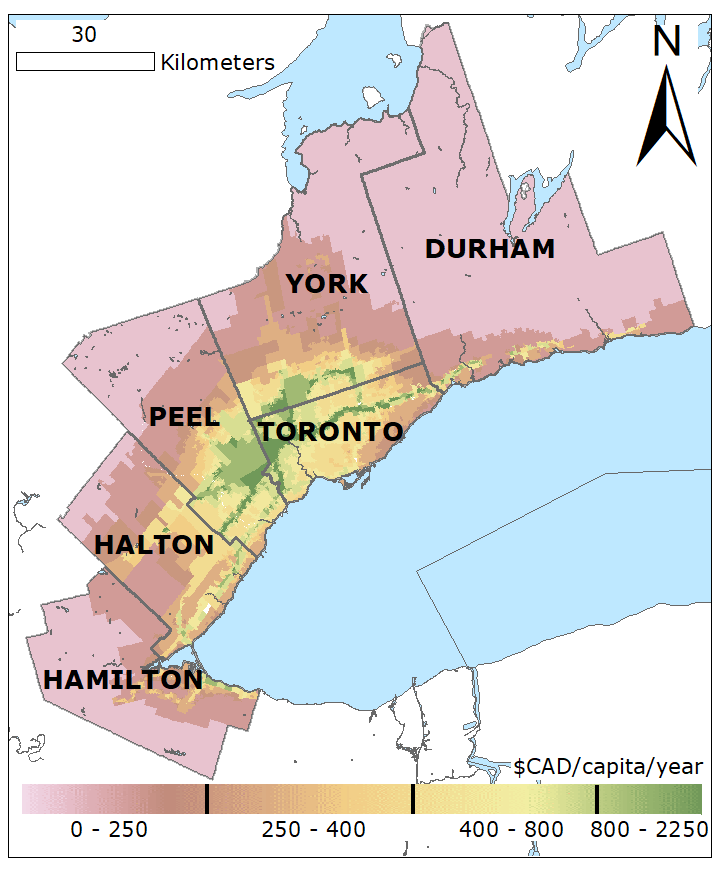 30
Kilometers
N
DURHAM
YORK
PEEL
TORONTO
HALTON
HAMILTON
$CAD/capita/year
0 - 250 250 - 400 400 - 800 800 - 2250